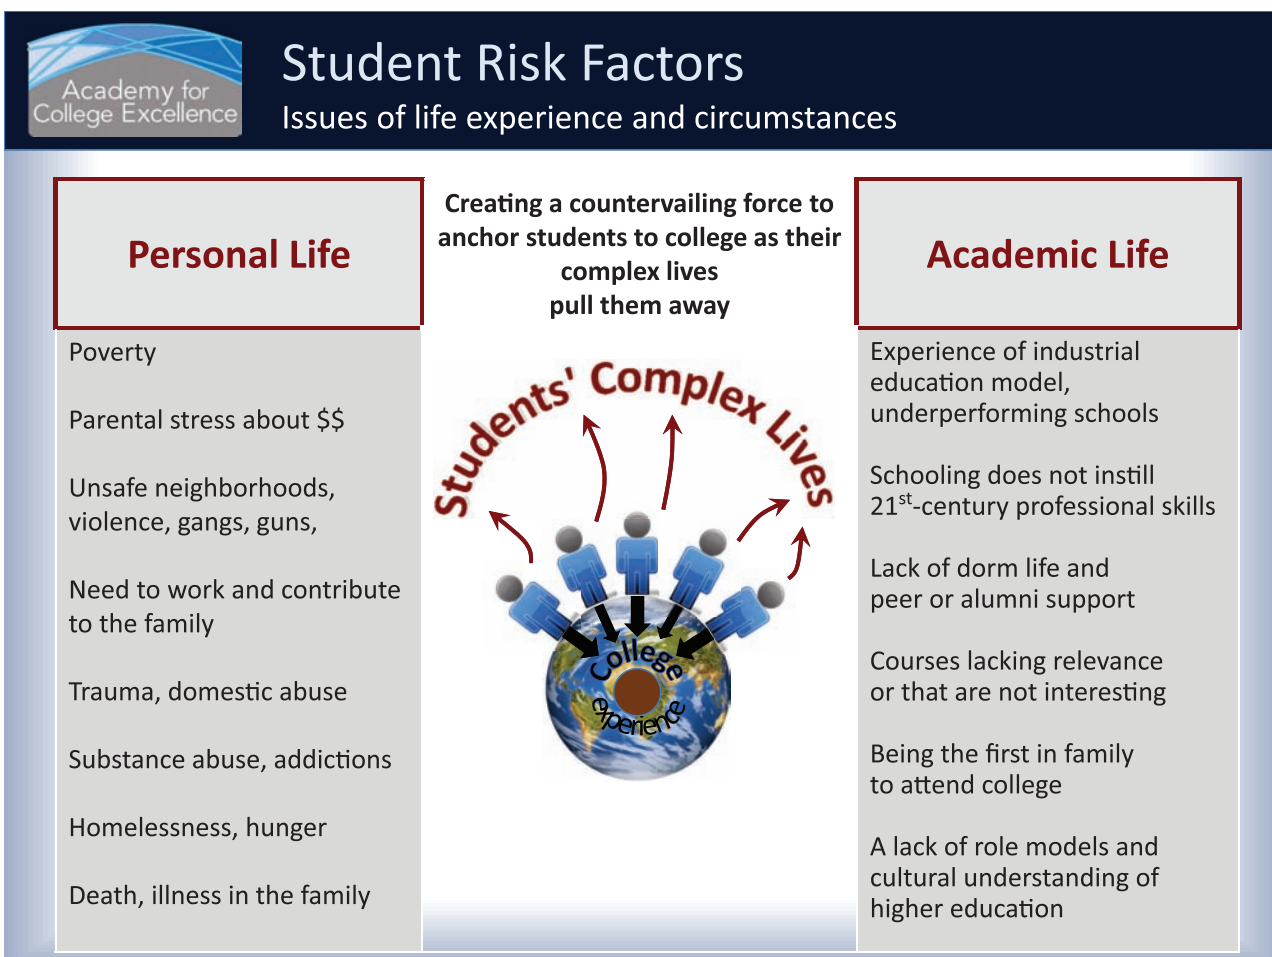 Academy for
College Excellence
Student Risk Factors
Issues of life experience and circumstances
Personal Life
Poverty
Parental stress about $$
Unsafe neighborhoods,
violence, gangs, guns,
Need to work and contribute
to the family
Trauma, domestic abuse
Substance abuse, addictions
Homelessness, hunger
Death, illness in the family
Creating a countervailing force to
anchor students to college as their
complex lives
pull them away
Students' Complex Lives
College
experience
Academic Life
Experience of industrial
education model,
underperforming schools
Schooling does not instill
21st-century professional skills
Lack of dorm life and
peer or alumni support
Courses lacking relevance
or that are not interesting
Being the first in family
to attend college
A lack of role models and
cultural understanding of
higher education